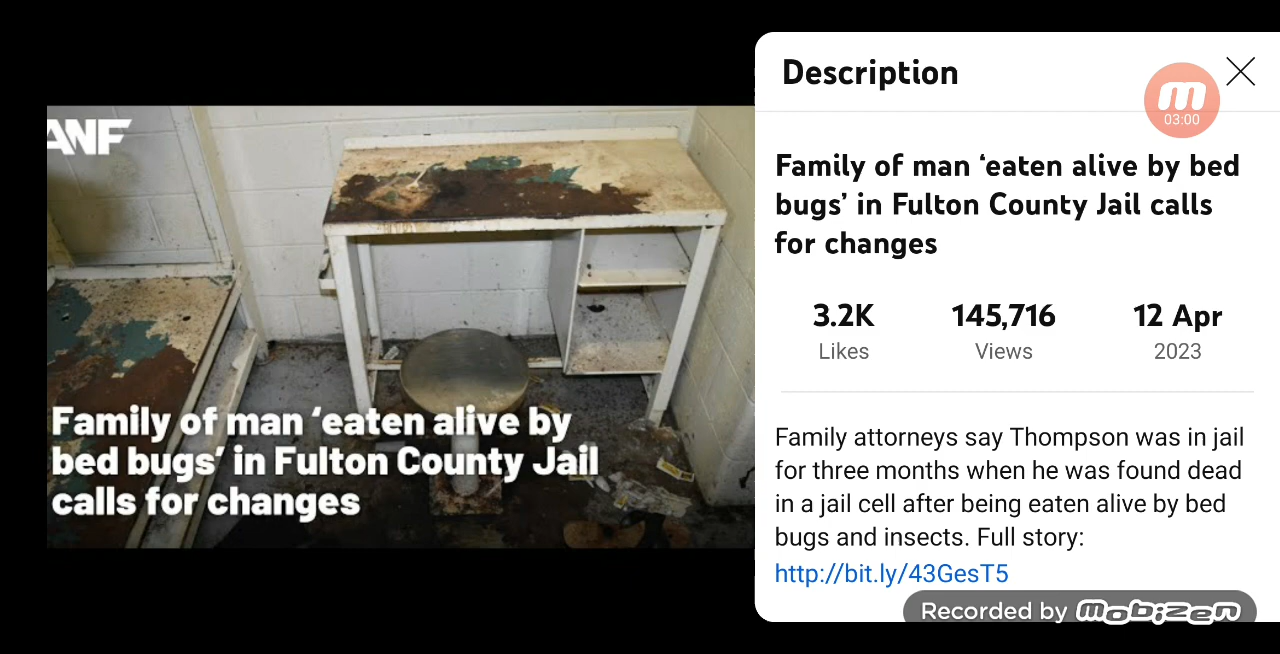 ANF
Family of man ‘eaten alive by
bed bugs’ in Fulton County Jail
calls for changes
Description
03:00
Family of man ‘eaten alive by bed
bugs’ in Fulton County Jail calls
for changes
3.2K
145,716
12 Apr
Likes
Views
2023
Family attorneys say Thompson was in jail
for three months when he was found dead
in a jail cell after being eaten alive by bed
bugs and insects. Full story:
http://bit.ly/43GesT5
Recorded by mobizen